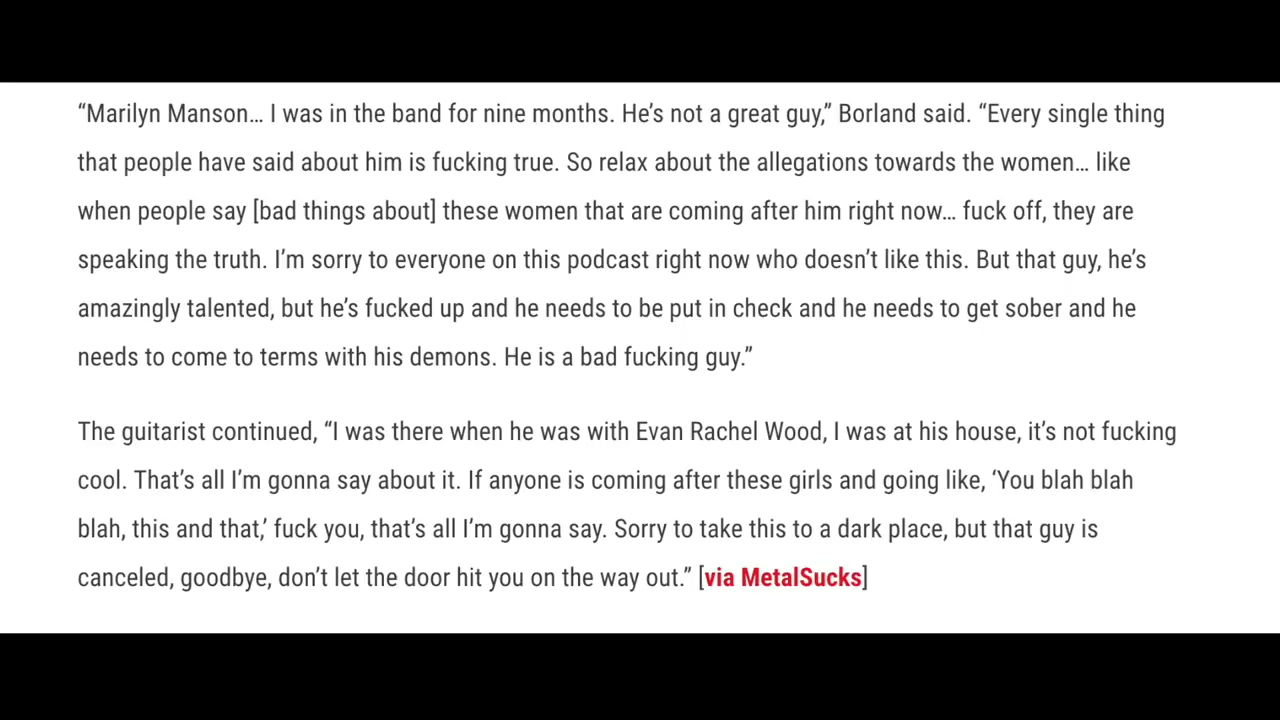 “Marilyn Manson… I was in the band for nine months. He’s not a great guy,” Borland said. “Every single thing
that people have said about him is fucking true. So relax about the allegations towards the women… like
when people say [bad things about] these women that are coming after him right now… fuck off, they are
speaking the truth. I’m sorry to everyone on this podcast right now who doesn’t like this. But that guy, he’s
amazingly talented, but he’s fucked up and he needs to be put in check and he needs to get sober and he
needs to come to terms with his demons. He is a bad fucking guy.”
The guitarist continued, “I was there when he was with Evan Rachel Wood, I was at his house, it’s not fucking
cool. That’s all I’m gonna say about it. If anyone is coming after these girls and going like, ‘You blah blah
blah, this and that,’ fuck you, that’s all I’m gonna say. Sorry to take this to a dark place, but that guy is
canceled, goodbye, don’t let the door hit you on the way out.” [via MetalSucks]